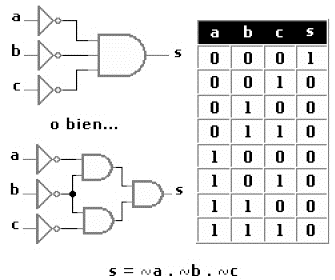 a
b
c
s
o bien...
a
b
c
s
a b c s
0 0 0 1
0 0 1 0
0 1 0 0
0 1 1 0
1 0 0 0
1 0 1 0
1 1 0 0
1 1 1 0
s = ~a . ~b . ~c